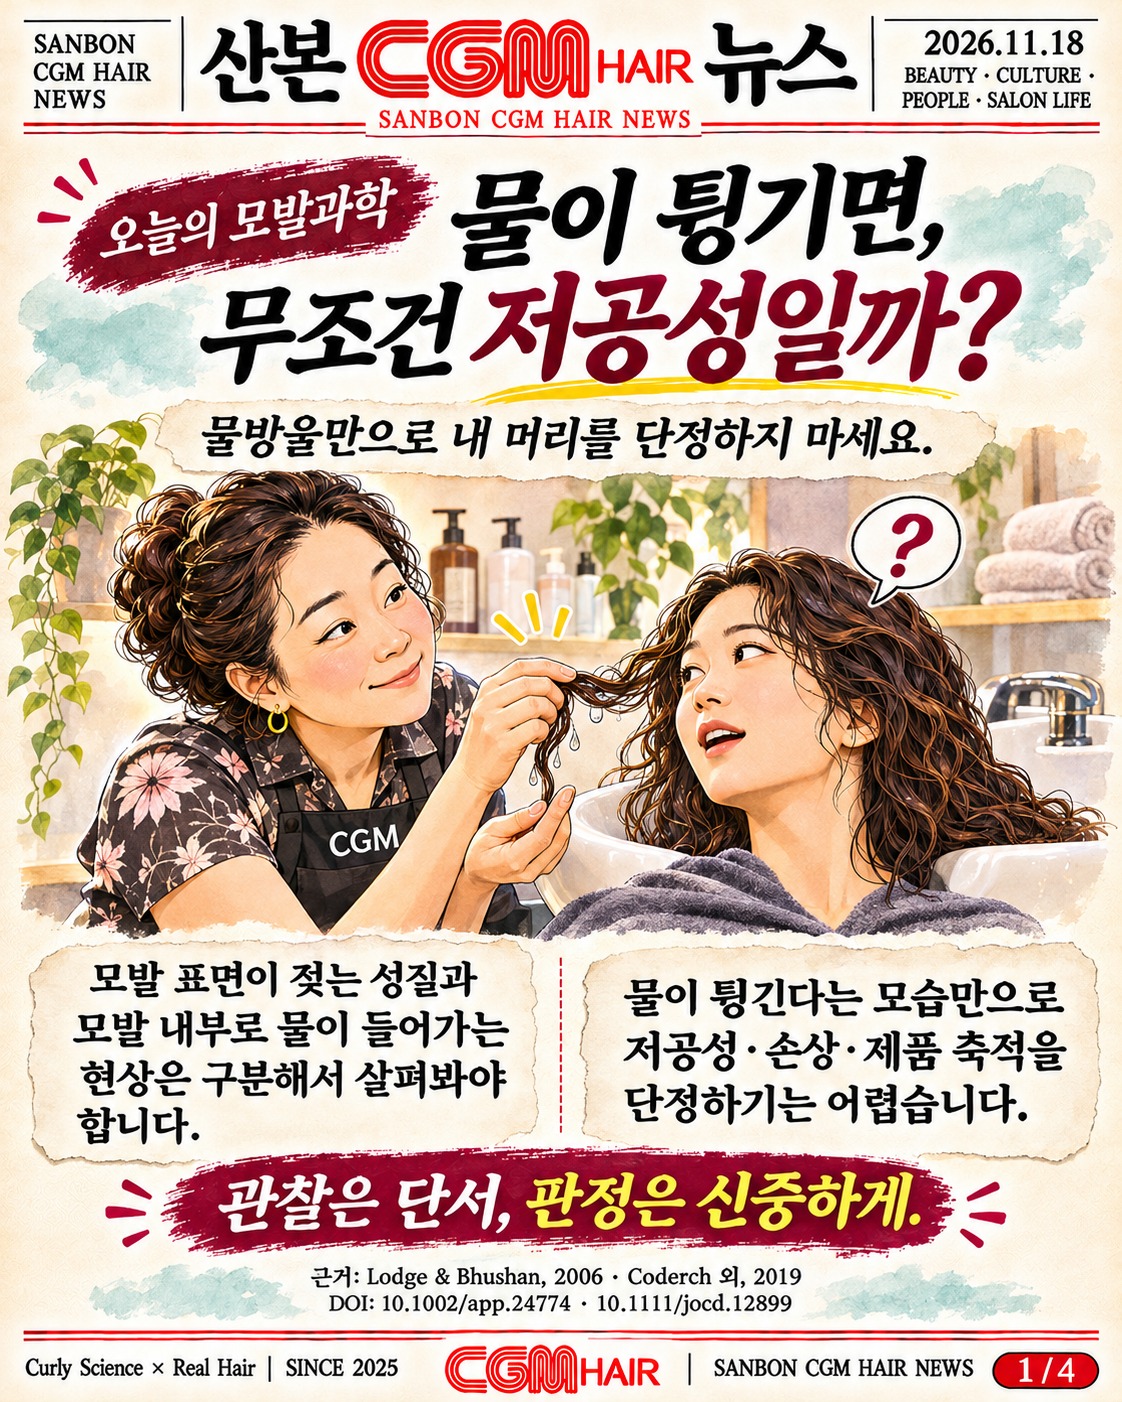 SANBON
CGM HAIR
NEWS
산본 CGM HAIR 뉴스
SANBON CGM HAIR NEWS
2026.11.18
BEAUTY · CULTURE ·
PEOPLE · SALON LIFE
오늘의 모발과학
물이 튕기면,
무조건 저공성일까?
물방울만으로 내 머리를 단정하지 마세요.
?
CGM
모발 표면이 젖는 성질과
모발 내부로 물이 들어가는
현상은 구분해서 살펴봐야
합니다.
물이 튕긴다는 모습만으로
저공성·손상·제품 축적을
단정하기는 어렵습니다.
관찰은 단서, 판정은 신중하게.
근거: Lodge & Bhushan, 2006 · Coderch 외, 2019
DOI: 10.1002/app.24774 · 10.1111/jocd.12899
Curly Science × Real Hair | SINCE 2025
CGM HAIR
| SANBON CGM HAIR NEWS
1/4